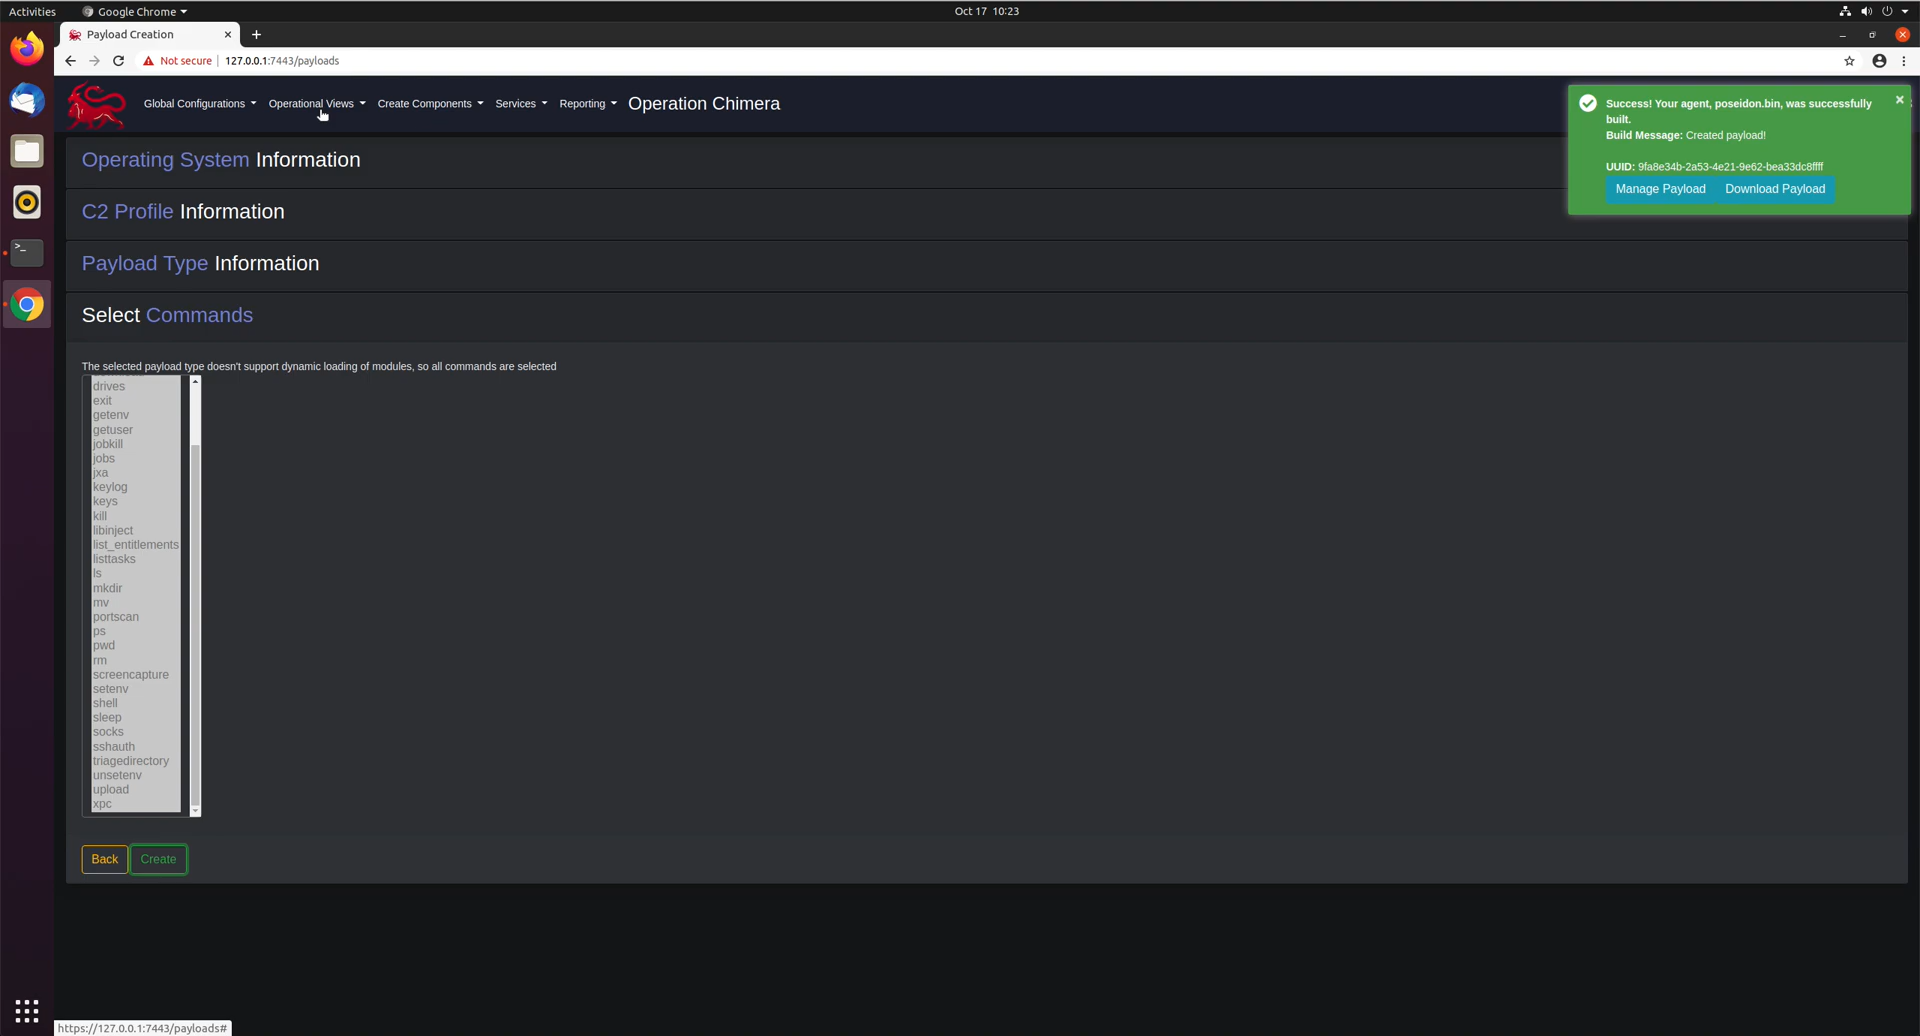 Activities
Google Chrome
Oct 17 10:23
Payload Creation
Not secure
127.0.0.1:7443/payloads
Global Configurations
Operational Views
Create Components
Services
Reporting
Operation Chimera
Success! Your agent, poseidon.bin, was successfully
built.
Build Message: Created payload!
UUID: 9fa8e34b-2a53-4e21-9e62-bea33dc8ffff
Manage Payload
Download Payload
Operating System Information
C2 Profile Information
Payload Type Information
Select Commands
The selected payload type doesn't support dynamic loading of modules, so all commands are selected
drives
exit
getenv
getuser
jobkill
jobs
jxa
keylog
keys
kill
libinject
list_entitlements
listtasks
ls
mkdir
mv
portscan
ps
pwd
rm
screencapture
setenv
shell
sleep
socks
sshauth
triagedirectory
unsetenv
upload
xpc
Back
Create
https://127.0.0.1:7443/payloads#